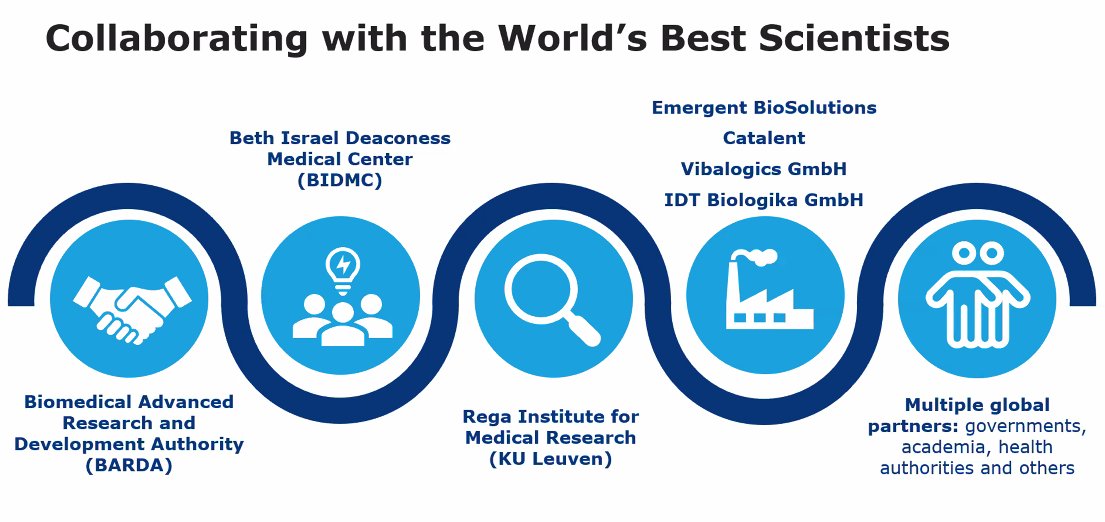 Collaborating with the World's Best Scientists
Biomedical Advanced
Research and
Development Authority
(BARDA)
Beth Israel Deaconess
Medical Center
(BIDMC)
Rega Institute for
Medical Research
(KU Leuven)
Emergent BioSolutions
Catalent
Vibalogics GmbH
IDT Biologika GmbH
Multiple global
partners: governments,
academia, health
authorities and others